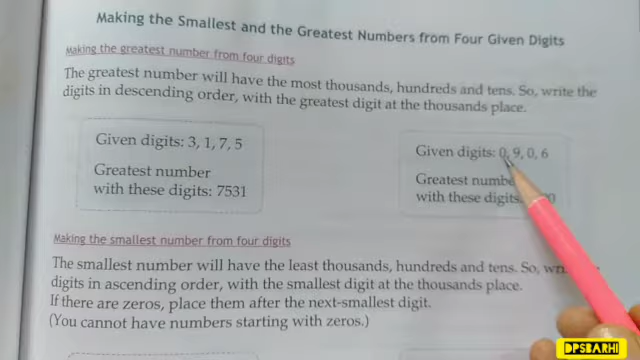 Making the Smallest and the Greatest Numbers from Four Given Digits
Making the greatest number from four digits
The greatest number will have the most thousands, hundreds and tens. So, write the
digits in descending order, with the greatest digit at the thousands place.
Given digits: 3, 1, 7, 5
Greatest number
with these digits: 7531
Given digits: 0, 9, 0, 6
Greatest
with these digits:
Making the smallest number from four digits
The smallest number will have the least thousands, hundreds and tens. So,
digits in ascending order, with the smallest digit at the thousands place.
If there are zeros, place them after the next-smallest digit.
(You cannot have numbers starting with zeros.)
DPSBARHI